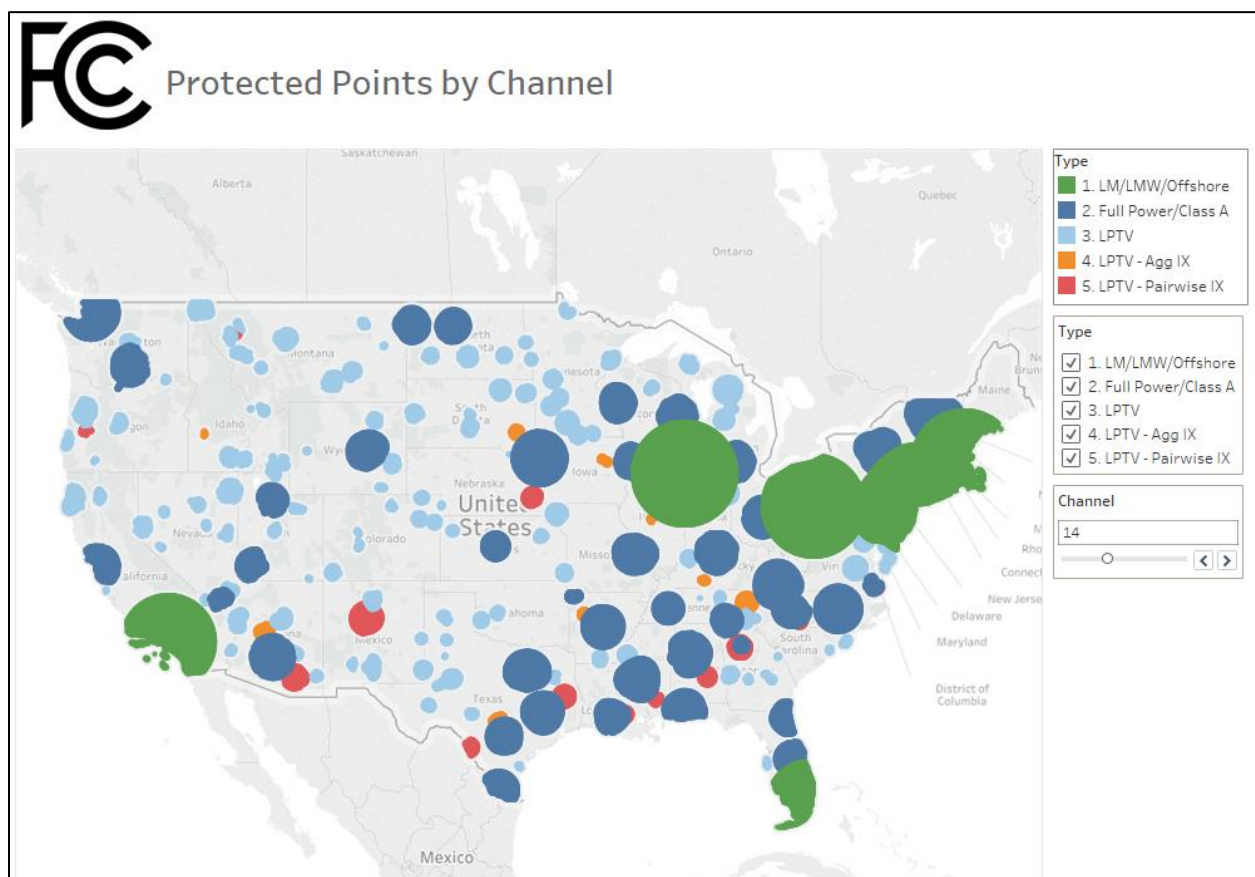 FCC
Protected Points by Channel
Saskatchewan
Alberta
Quebec
Ontario
Maine
Montana
Idaho
Iowa
Nebraska
United
States
Mexico
Texas
South
Carolina
Connect
New Jerse
Delaware
Maryland
District of
Columbia
Mexico
Type
1. LM/LMW/Offshore
2. Full Power/Class A
3. LPTV
4. LPTV - Agg IX
5. LPTV - Pairwise IX
Type
1. LM/LMW/Offshore
2. Full Power/Class A
3. LPTV
4. LPTV - Agg IX
5. LPTV - Pairwise IX
Channel
14